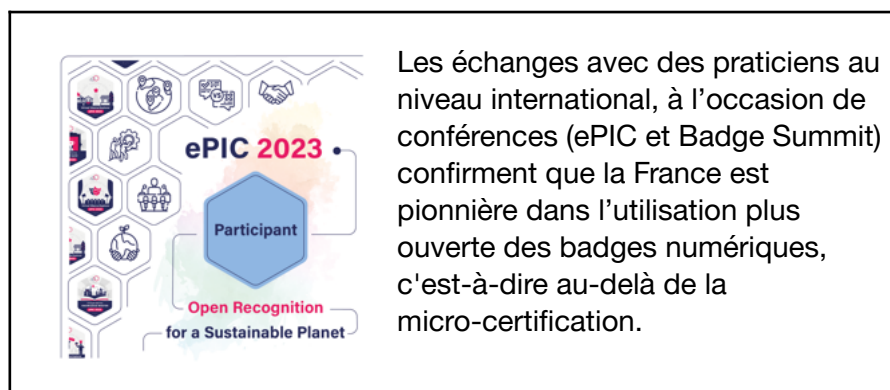 ePIC 2023
Participant
Open Recognition
for a Sustainable Planet
Les échanges avec des praticiens au
niveau international, à l’occasion de
conférences (ePIC et Badge Summit)
confirment que la France est
pionnière dans l’utilisation plus
ouverte des badges numériques,
c'est-à-dire au-delà de la
micro-certification.